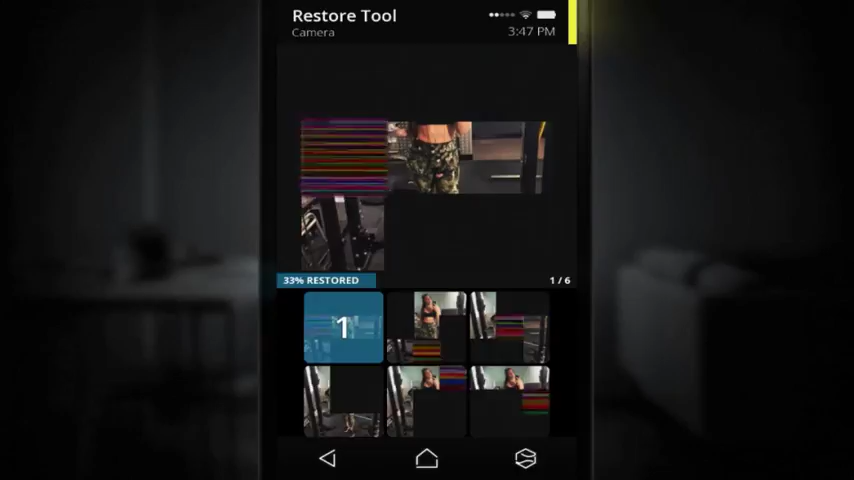 Restore Tool
Camera
3:47 PM
33% RESTORED
1 / 6
1